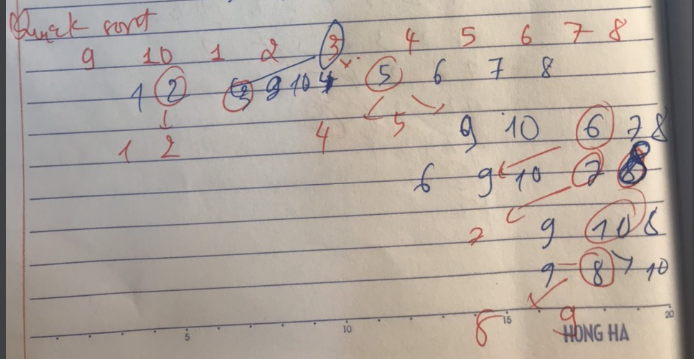 Quick sort
9 10 1 2 3 4 5 6 7 8
1 2 3 9 10 4 5 6 7 8
1 2 4 5 9 10 6 7 8
6 9 10 7 8
7 9 10 8
9 8 10
8 9
HONG HA
5 10 15 20